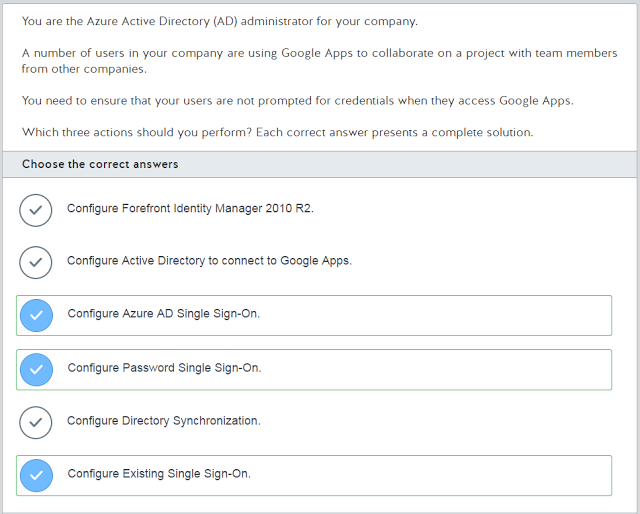 You are the Azure Active Directory (AD) administrator for your company.
A number of users in your company are using Google Apps to collaborate on a project with team members
from other companies.
You need to ensure that your users are not prompted for credentials when they access Google Apps.
Which three actions should you perform? Each correct answer presents a complete solution.
Choose the correct answers
Configure Forefront Identity Manager 2010 R2.
Configure Active Directory to connect to Google Apps.
Configure Azure AD Single Sign-On.
Configure Password Single Sign-On.
Configure Directory Synchronization.
Configure Existing Single Sign-On.